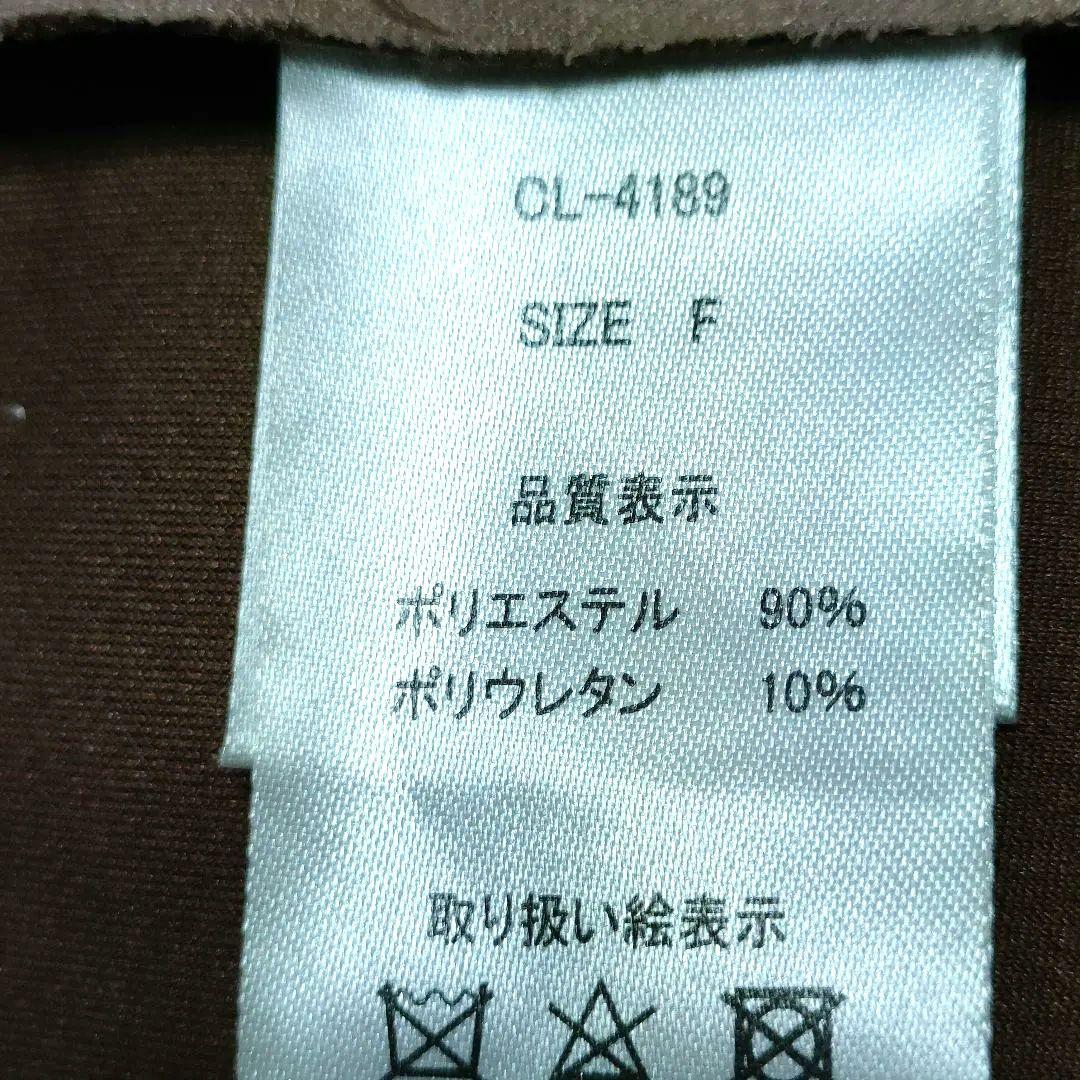 CL-4189
SIZE F
品質表示
ポリエステル 90%
ポリウレタン 10%
取り扱い絵表示